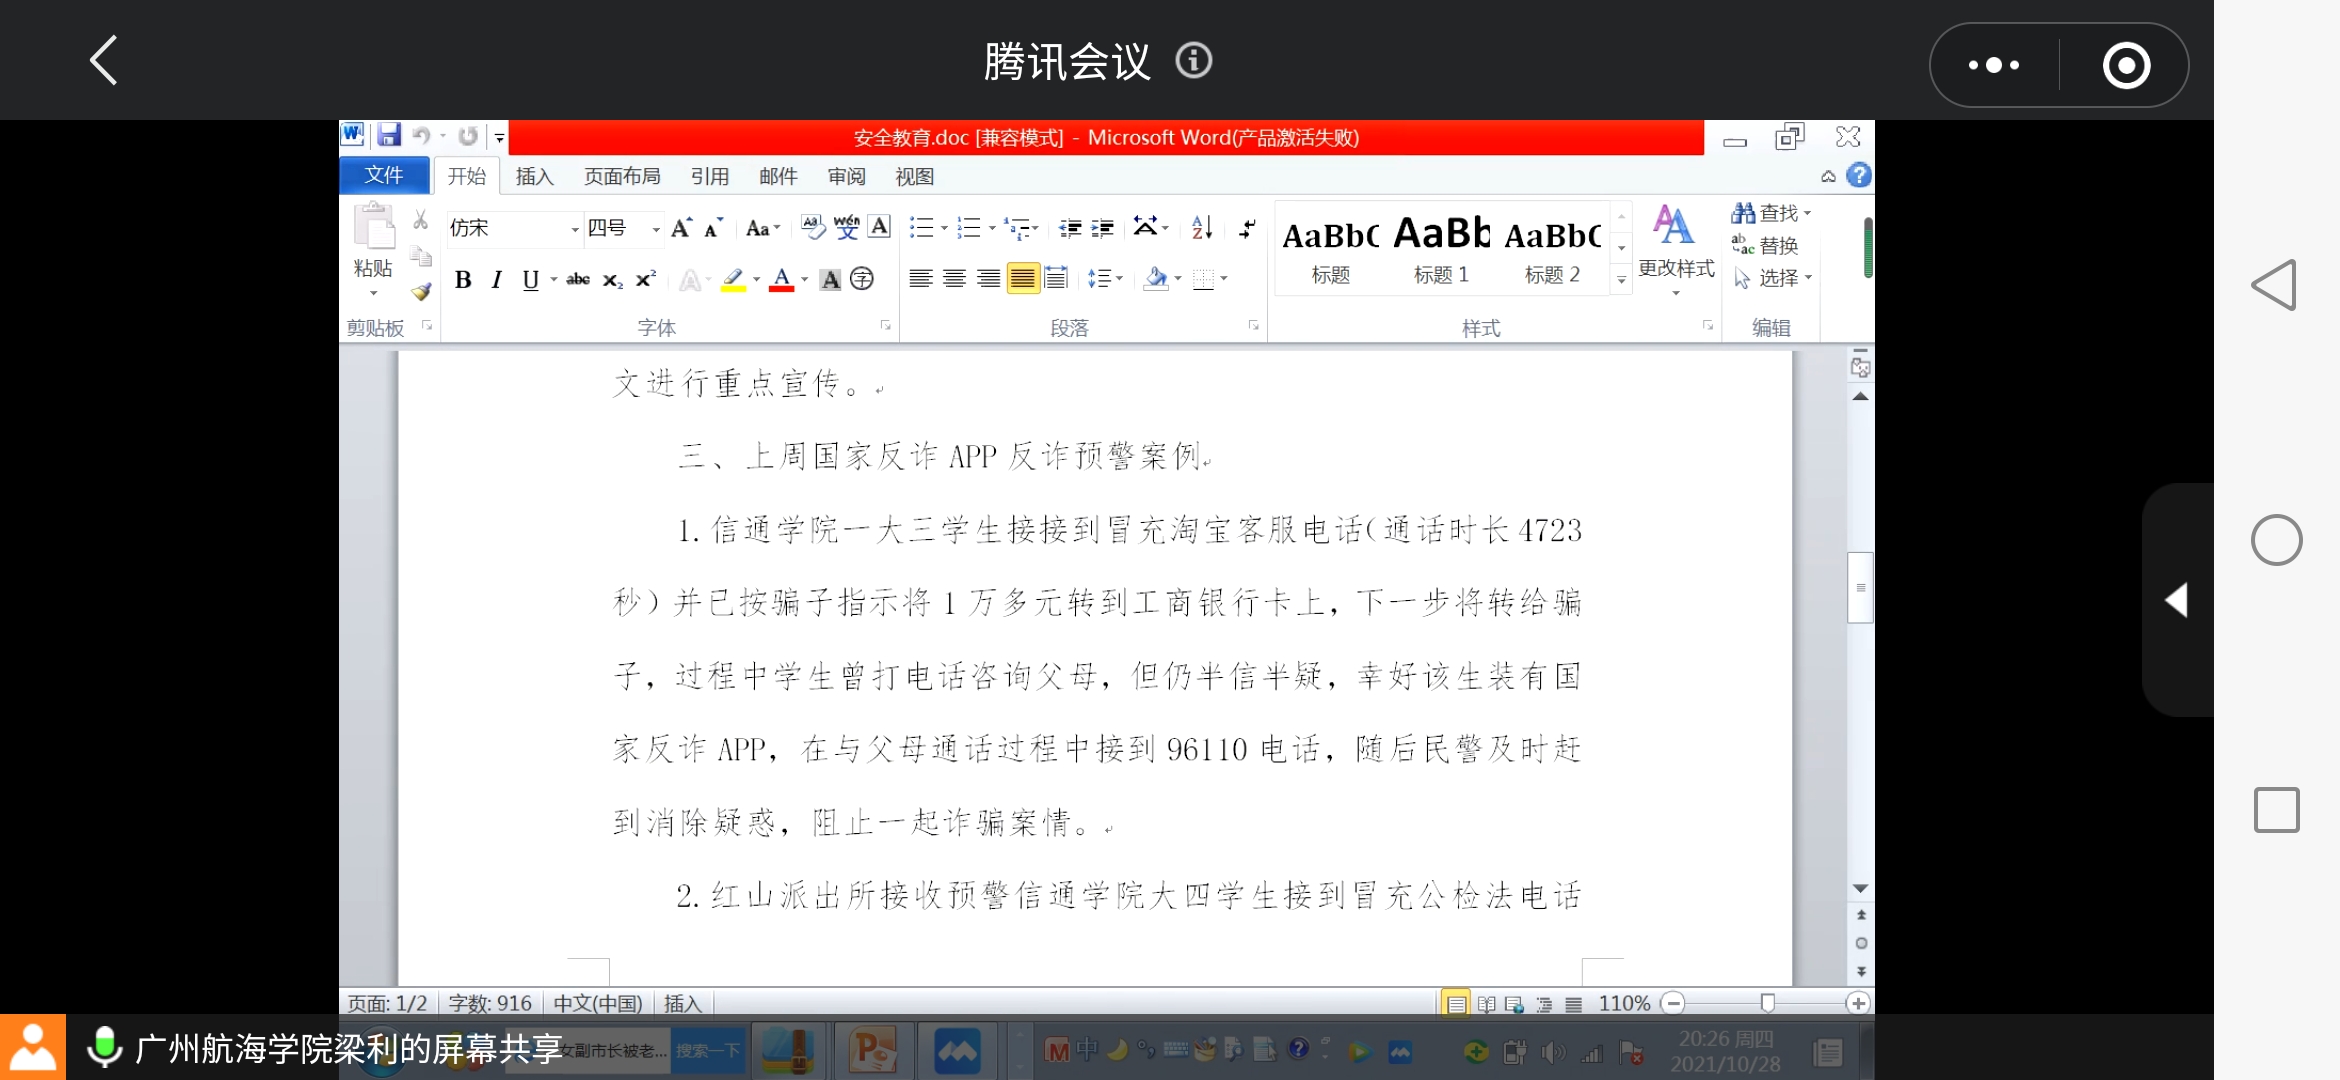 腾讯会议
安全教育.doc [兼容模式] - Microsoft Word(产品激活失败)
文件 开始 插入 页面布局 引用 邮件 审阅 视图
粘贴
剪贴板
仿宋 四号
字体
段落
AaBbC AaBb AaBbC
标题 标题 1 标题 2
样式
更改样式
查找
替换
选择
编辑
文进行重点宣传。
三、上周国家反诈 APP 反诈预警案例
1.信通学院一大三学生接接到冒充淘宝客服电话(通话时长 4723
秒)并已按骗子指示将 1 万多元转到工商银行卡上，下一步将转给骗
子，过程中学生曾打电话咨询父母，但仍半信半疑，幸好该生装有国
家反诈 APP，在与父母通话过程中接到 96110 电话，随后民警及时赶
到消除疑惑，阻止一起诈骗案情。
2.红山派出所接收预警信通学院大四学生接到冒充公检法电话
页面: 1/2 字数: 916 中文(中国) 插入 110%
广州航海学院梁利的屏幕共享
女副市长被老... 搜索一下
中
20:26 周四
2021/10/28